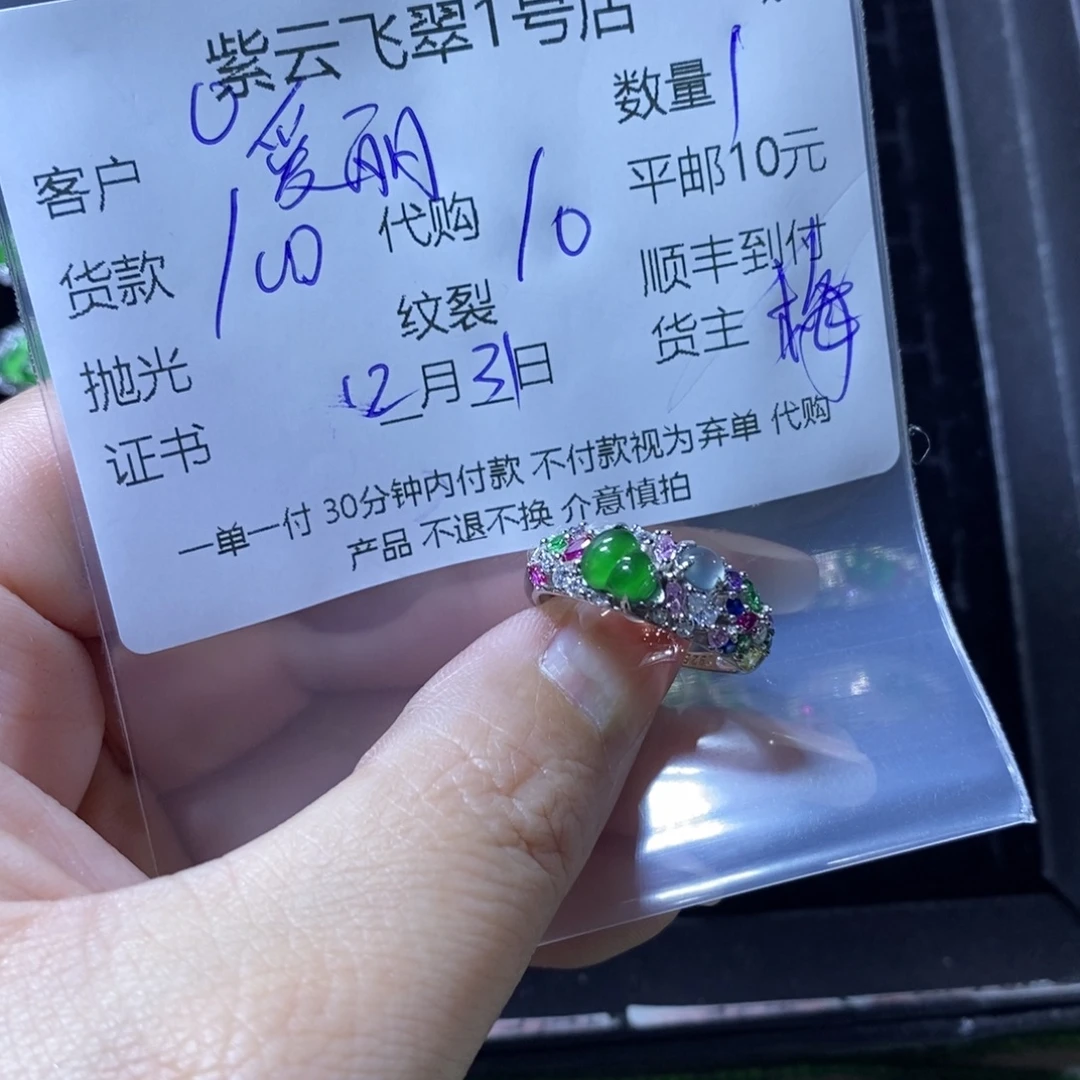 紫云飞翠1号店
客户 爱丽 数量 1
货款 100 代购 10 平邮10元
抛光 纹裂 顺丰到付
证书 12月31日 货主 梅
一单一付 30分钟内付款 不付款视为弃单 代购
产品 不退不换 介意慎拍